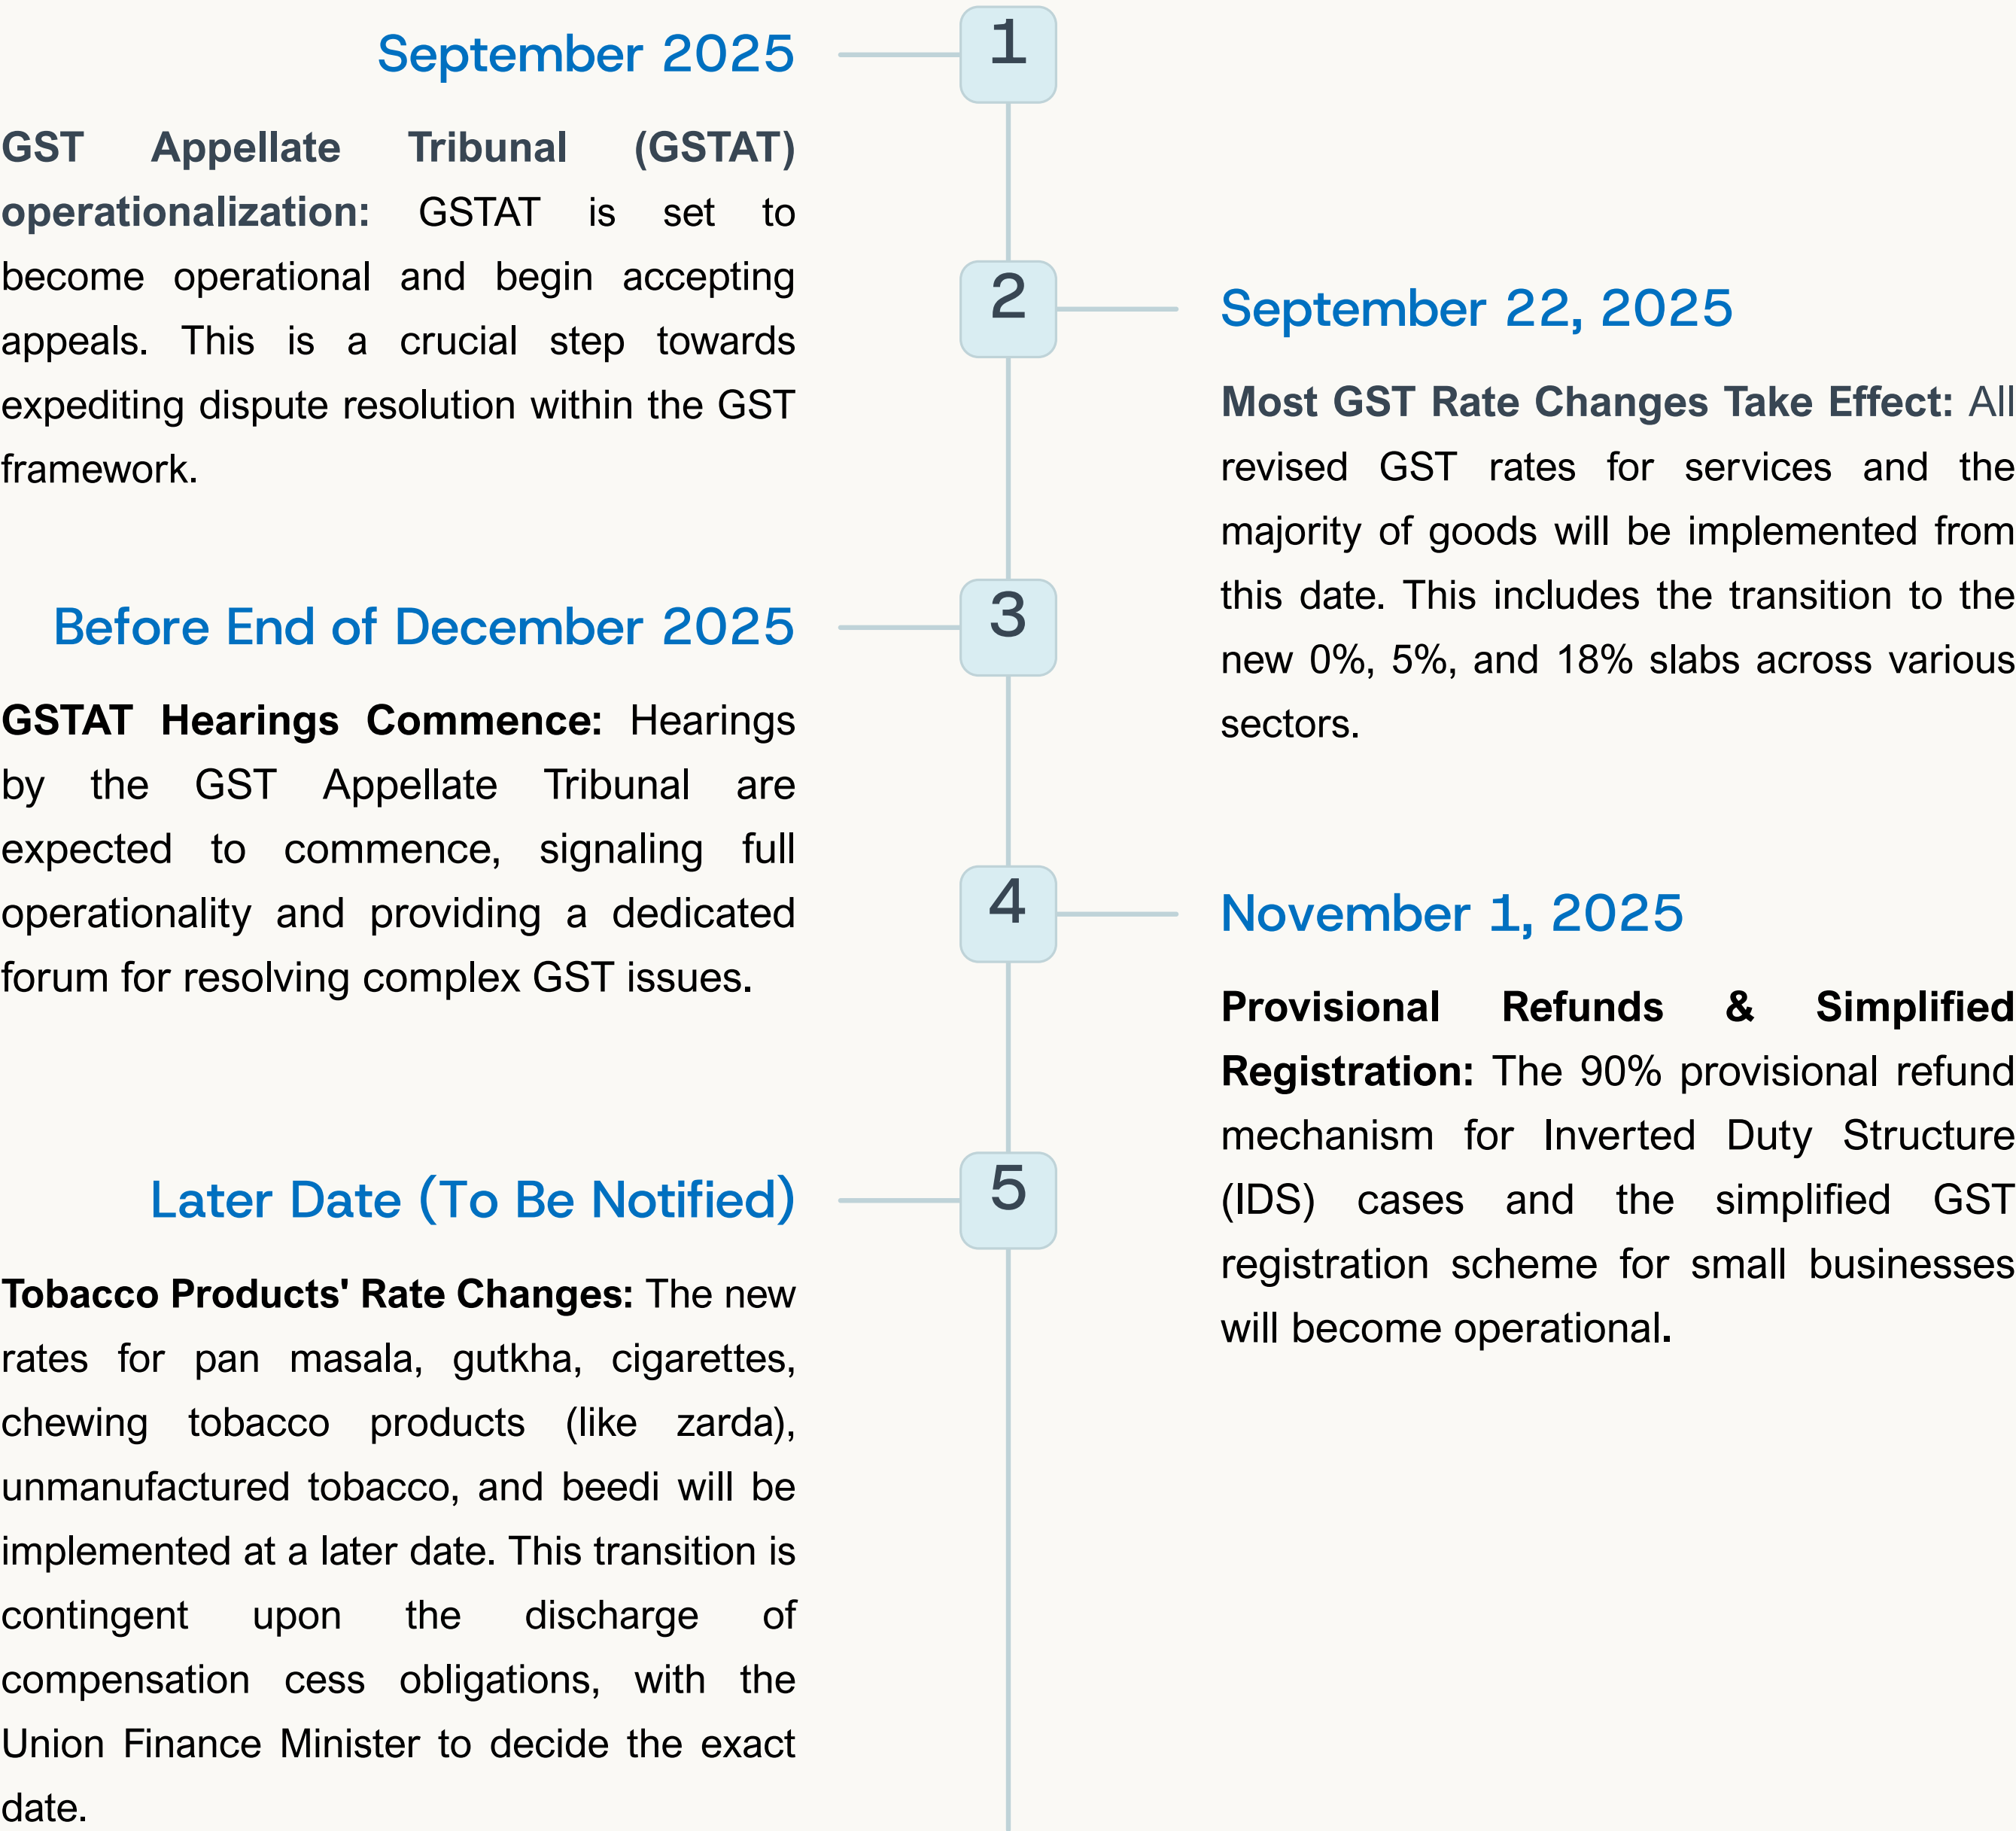 1
September 2025
GST Appellate Tribunal (GSTAT)
operationalization: GSTAT is set to
become operational and begin accepting
appeals. This is a crucial step towards
expediting dispute resolution within the GST
framework.
2
September 22, 2025
Most GST Rate Changes Take Effect: All
revised GST rates for services and the
majority of goods will be implemented from
this date. This includes the transition to the
new 0%, 5%, and 18% slabs across various
sectors.
3
Before End of December 2025
GSTAT Hearings Commence: Hearings
by the GST Appellate Tribunal are
expected to commence, signaling full
operationality and providing a dedicated
forum for resolving complex GST issues.
4
November 1, 2025
Provisional Refunds & Simplified
Registration: The 90% provisional refund
mechanism for Inverted Duty Structure
(IDS) cases and the simplified GST
registration scheme for small businesses
will become operational.
5
Later Date (To Be Notified)
Tobacco Products' Rate Changes: The new
rates for pan masala, gutkha, cigarettes,
chewing tobacco products (like zarda),
unmanufactured tobacco, and beedi will be
implemented at a later date. This transition is
contingent upon the discharge of
compensation cess obligations, with the
Union Finance Minister to decide the exact
date.